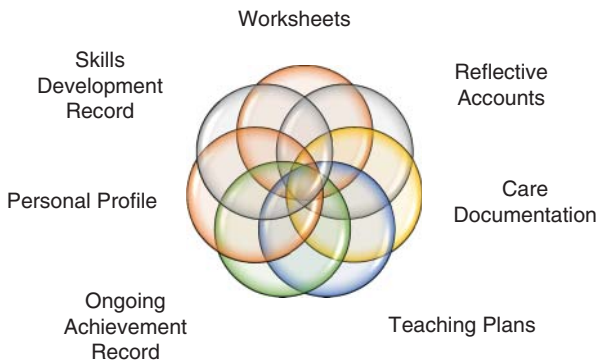 Worksheets
Skills
Development
Record
Reflective
Accounts
Personal Profile
Care
Documentation
Ongoing
Achievement
Record
Teaching Plans